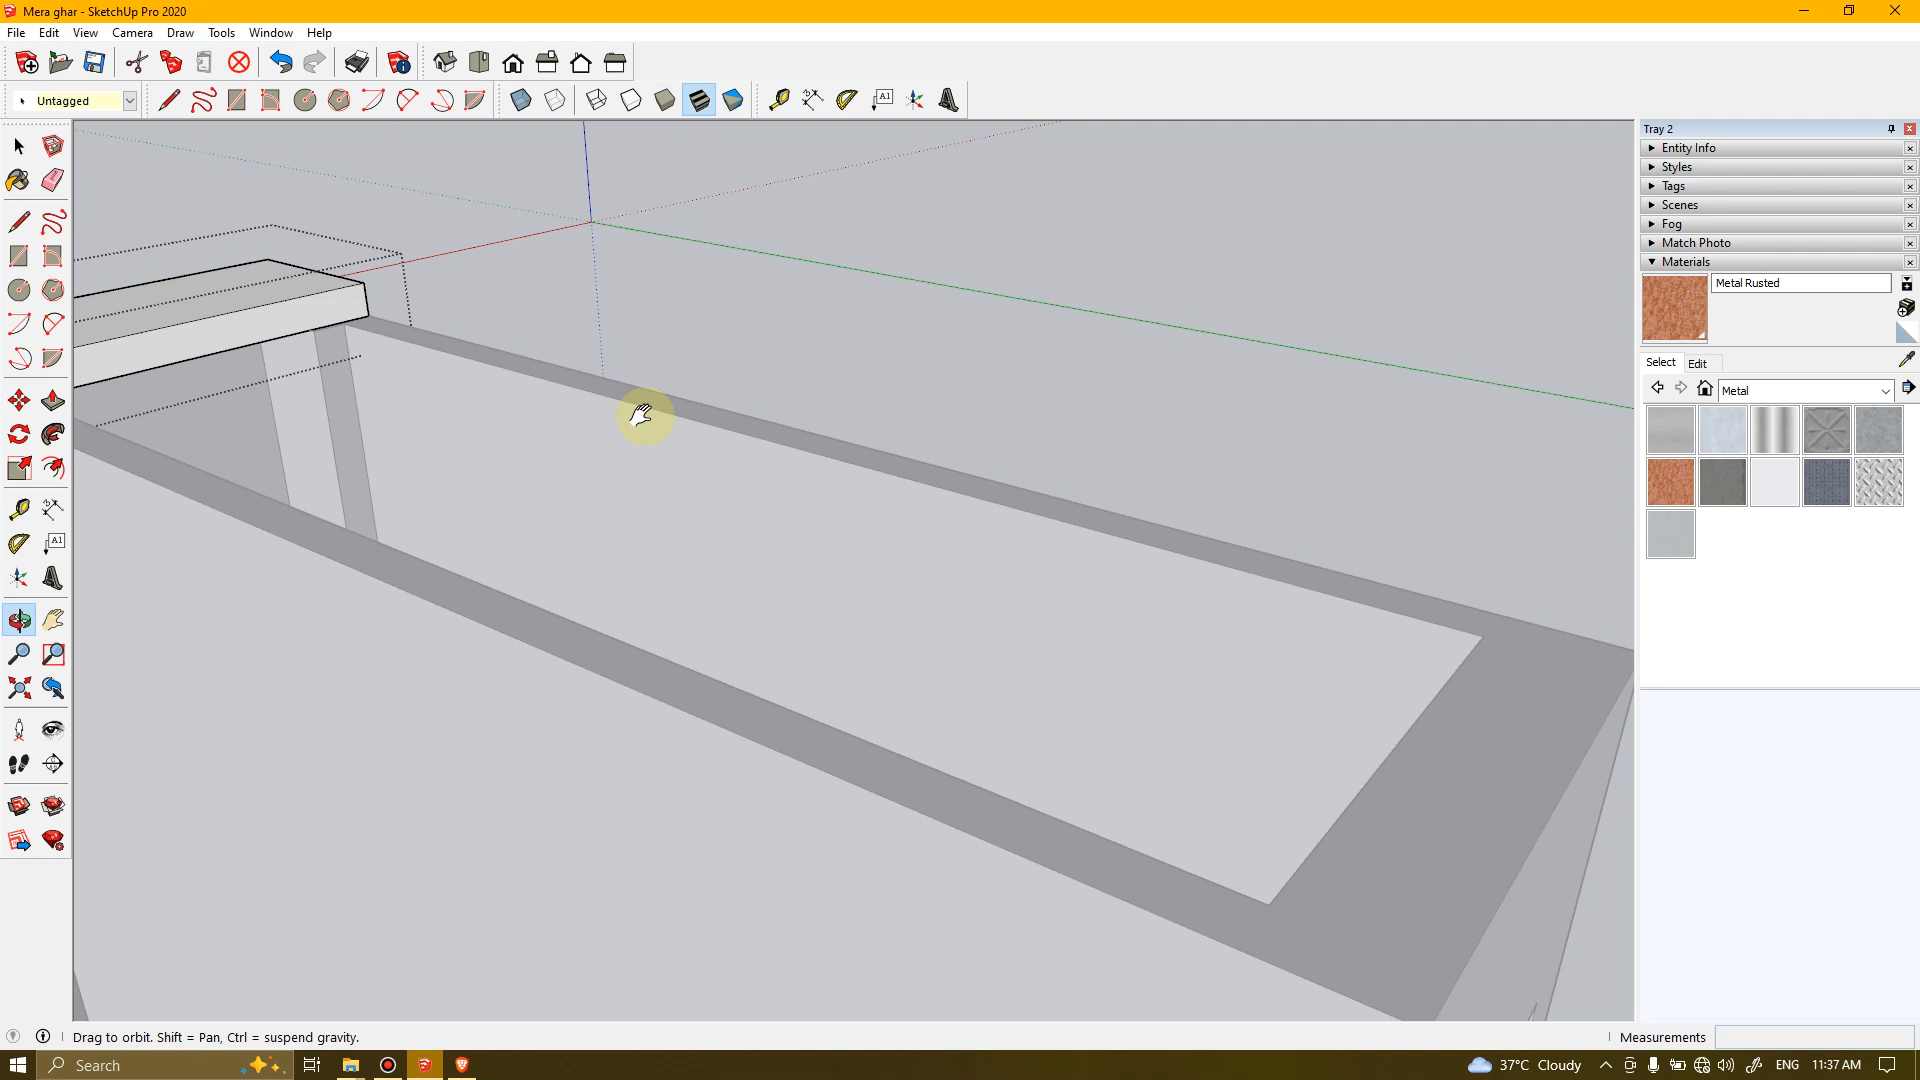 Mera ghar - SketchUp Pro 2020
File Edit View Camera Draw Tools Window Help
Untagged
A1
Tray 2
Entity Info
Styles
Tags
Scenes
Fog
Match Photo
Materials
Metal Rusted
Select Edit
Metal
A1
Drag to orbit. Shift = Pan, Ctrl = suspend gravity.
Measurements
Search
37°C Cloudy
ENG
11:37 AM